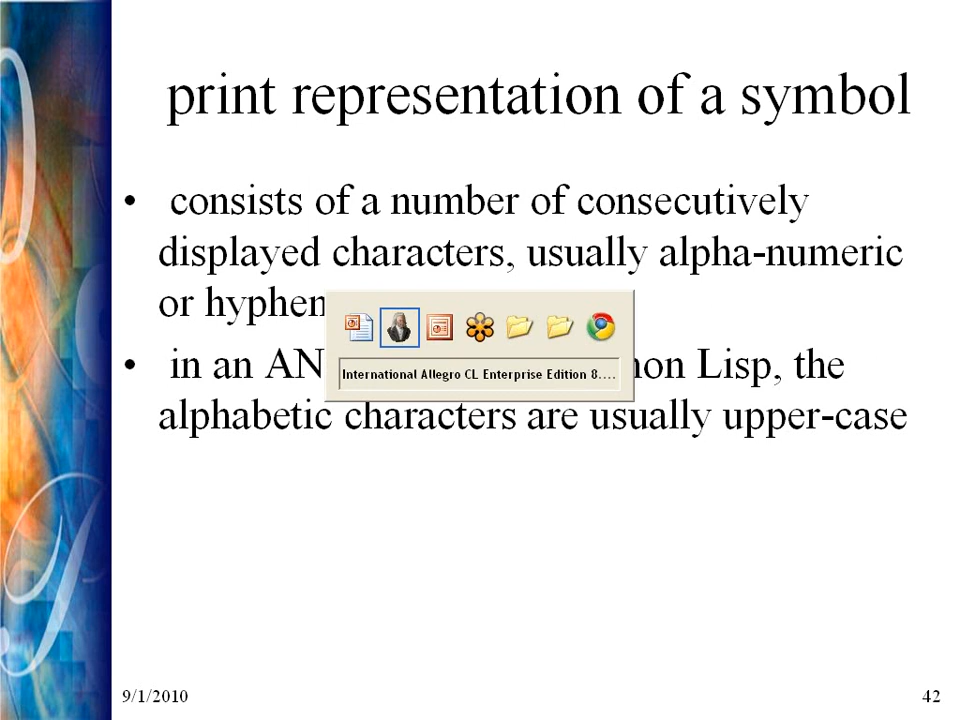 print representation of a symbol
• consists of a number of consecutively
displayed characters, usually alpha-numeric
or hyphen
• in an AN
non Lisp, the
International Allegro CL Enterprise Edition 8....
alphabetic characters are usually upper-case
9/1/2010
42